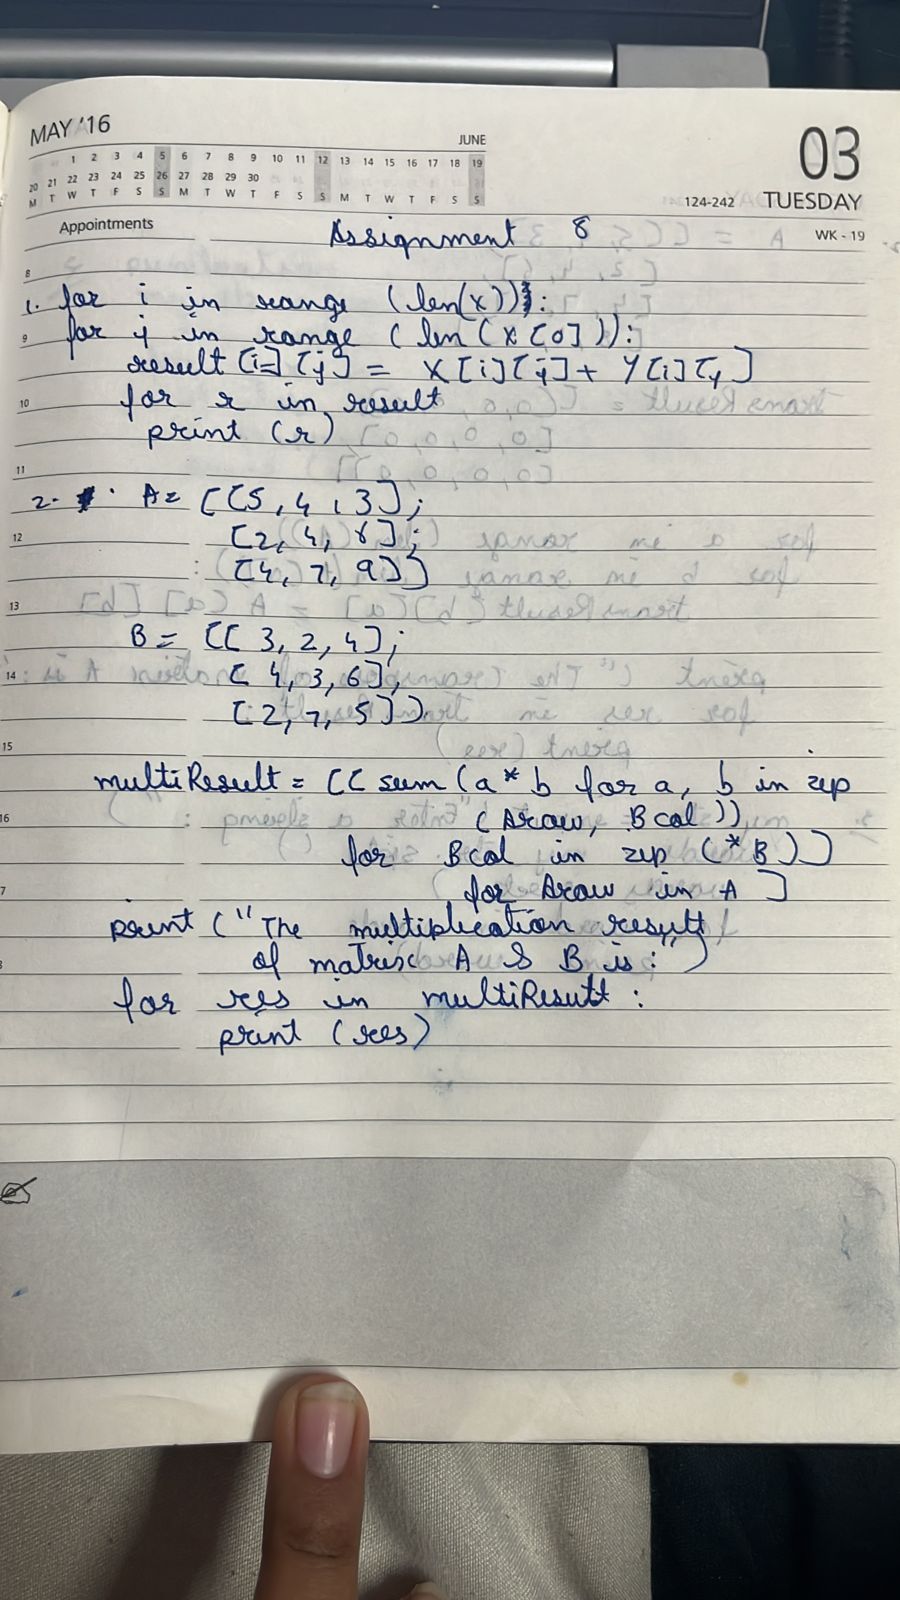 MAY '16
JUNE
1 2 3 4 5 6 7 8 9 10 11 12 13 14 15 16 17 18 19
20 21 22 23 24 25 26 27 28 29 30
M T W T F S S M T W T F S S M T W T F S S
03
124-242 TUESDAY
Appointments
WK - 19
Assignment 8
8
1. for i in range (len(x)):
9 for j in range (len (x[0])):
result [i] [j] = X[i][j] + Y[i][j]
10 for r in result
print (r)
11
2. A = [[5, 4, 3];
12 [2, 4, 6];
[4, 7, 9]]
13
B = [[3, 2, 4];
14 [4, 3, 6];
[2, 7, 5]]
15
multiResult = [[sum (a*b for a, b in zip
16 (Arow, Bcol))
for Bcol in zip (*B)]
7 for Arow in A]
print ("The multiplication result
of matrix A & B is:")
for res in multiResult:
print (res)